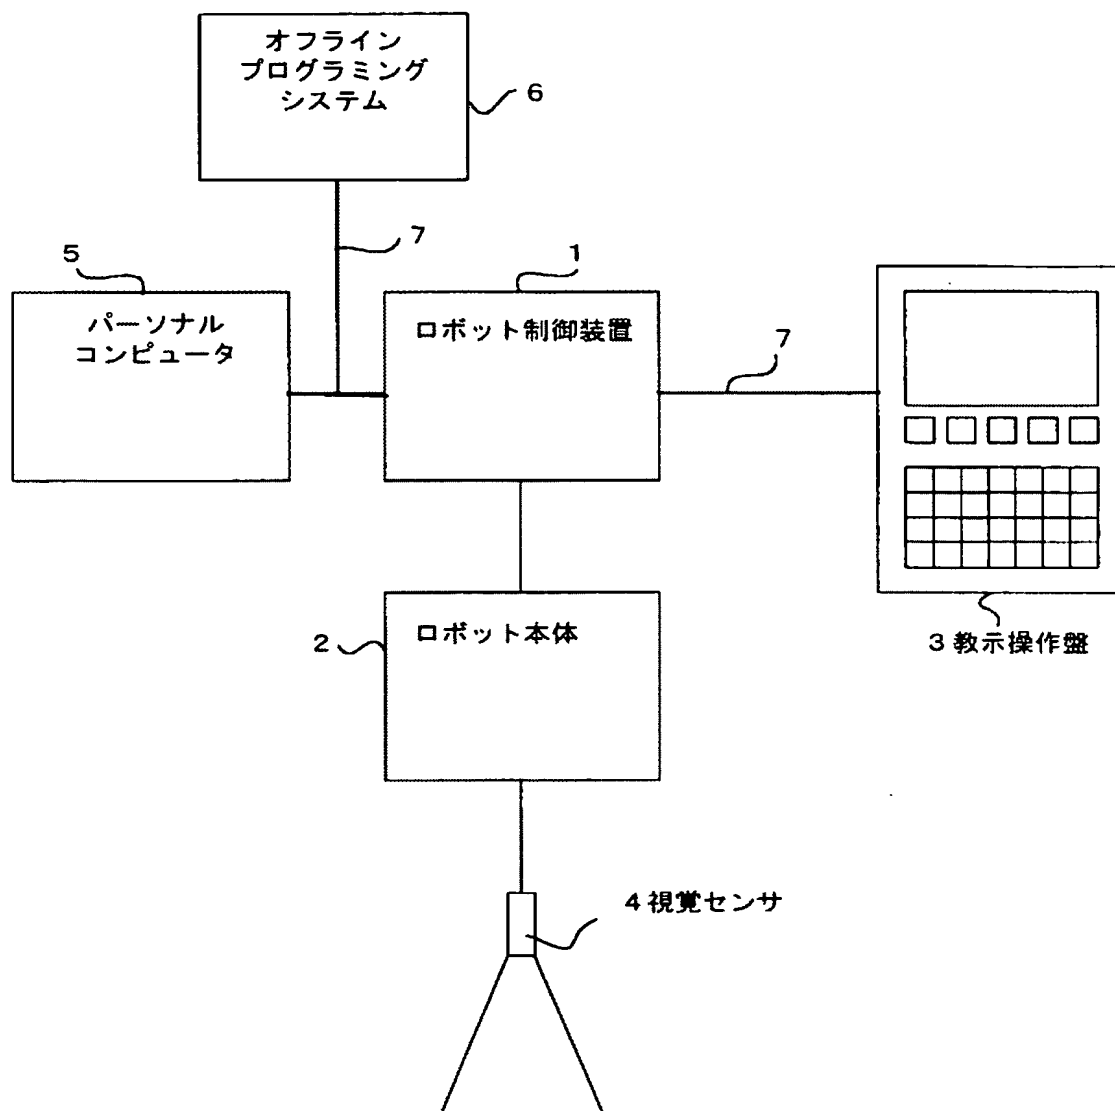 オフライン
プログラミング
システム
6
7
5
1
パーソナル
コンピュータ
ロボット制御装置
7
2
ロボット本体
3教示操作盤
4視覚センサ